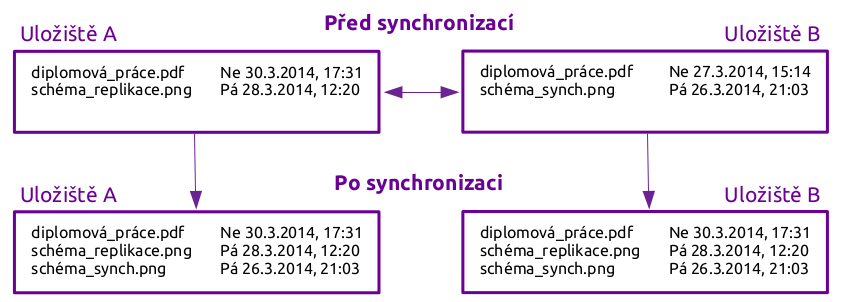 Před synchronizací
Uložiště A
Uložiště B
diplomová_práce.pdf Ne 30.3.2014, 17:31
schéma_replikace.png Pá 28.3.2014, 12:20
diplomová_práce.pdf Ne 27.3.2014, 15:14
schéma_synch.png Pá 26.3.2014, 21:03
Po synchronizaci
Uložiště A
Uložiště B
diplomová_práce.pdf Ne 30.3.2014, 17:31
schéma_replikace.png Pá 28.3.2014, 12:20
schéma_synch.png Pá 26.3.2014, 21:03
diplomová_práce.pdf Ne 30.3.2014, 17:31
schéma_replikace.png Pá 28.3.2014, 12:20
schéma_synch.png Pá 26.3.2014, 21:03